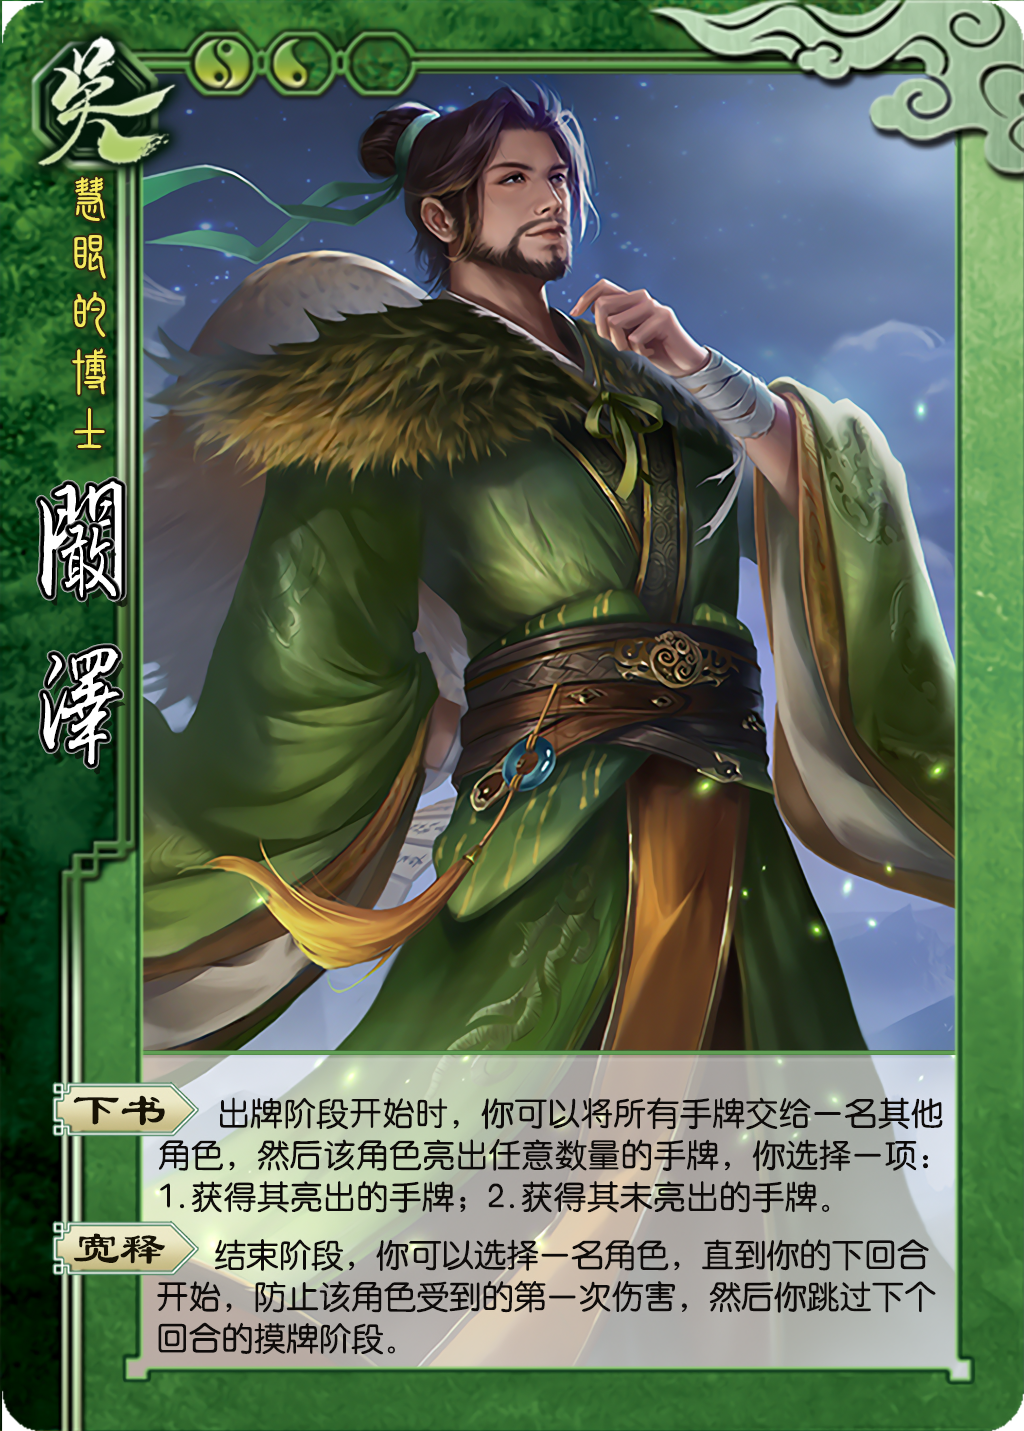 吴
慧眼的博士
闞澤
下书
出牌阶段开始时，你可以将所有手牌交给一名其他
角色，然后该角色亮出任意数量的手牌，你选择一项：
1.获得其亮出的手牌；2.获得其未亮出的手牌。
宽释
结束阶段，你可以选择一名角色，直到你的下回合
开始，防止该角色受到的第一次伤害，然后你跳过下个
回合的摸牌阶段。